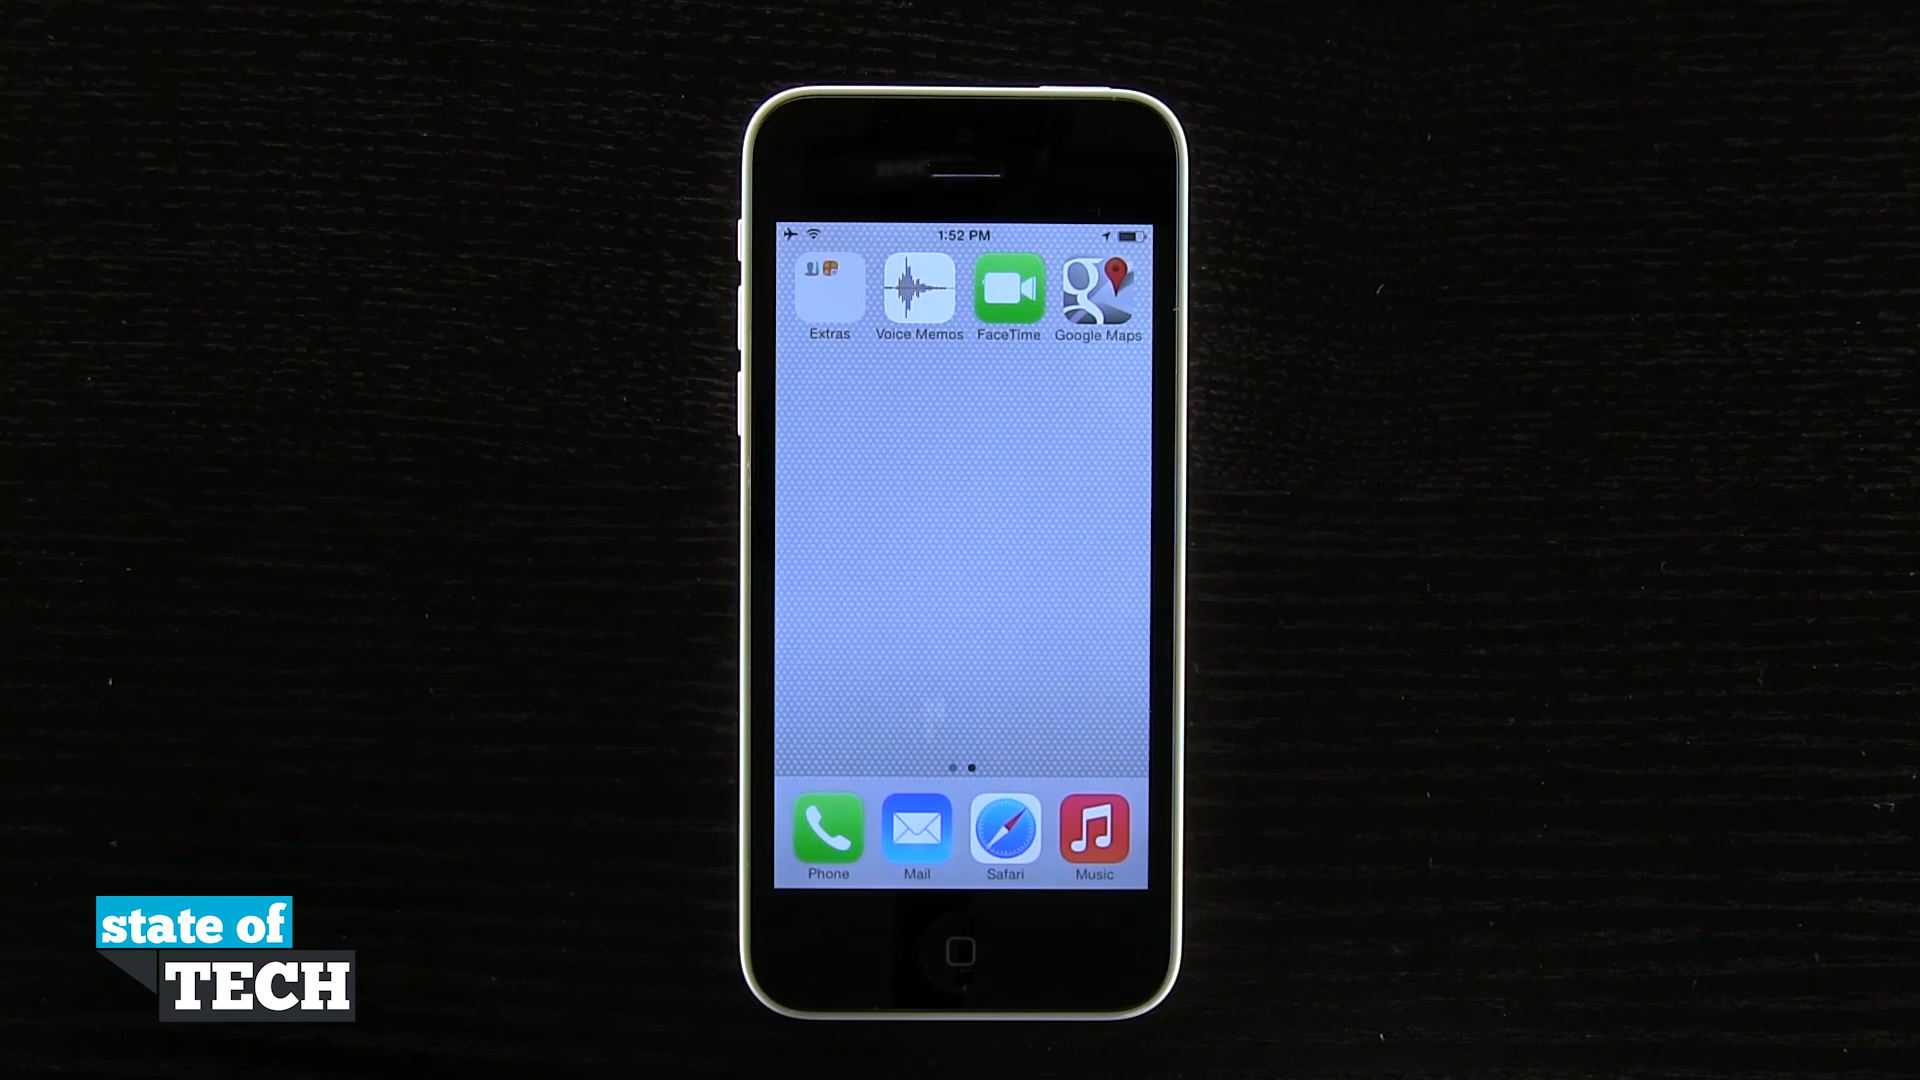 1:52 PM
Extras Voice Memos FaceTime Google Maps
Phone Mail Safari Music
state of
TECH